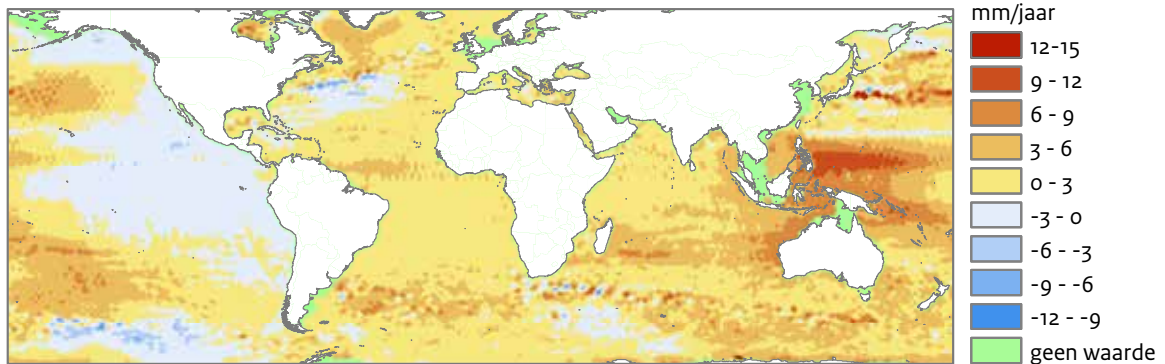 mm/jaar
12-15
9 - 12
6 - 9
3 - 6
0 - 3
-3 - 0
-6 - -3
-9 - -6
-12 - -9
geen waarde